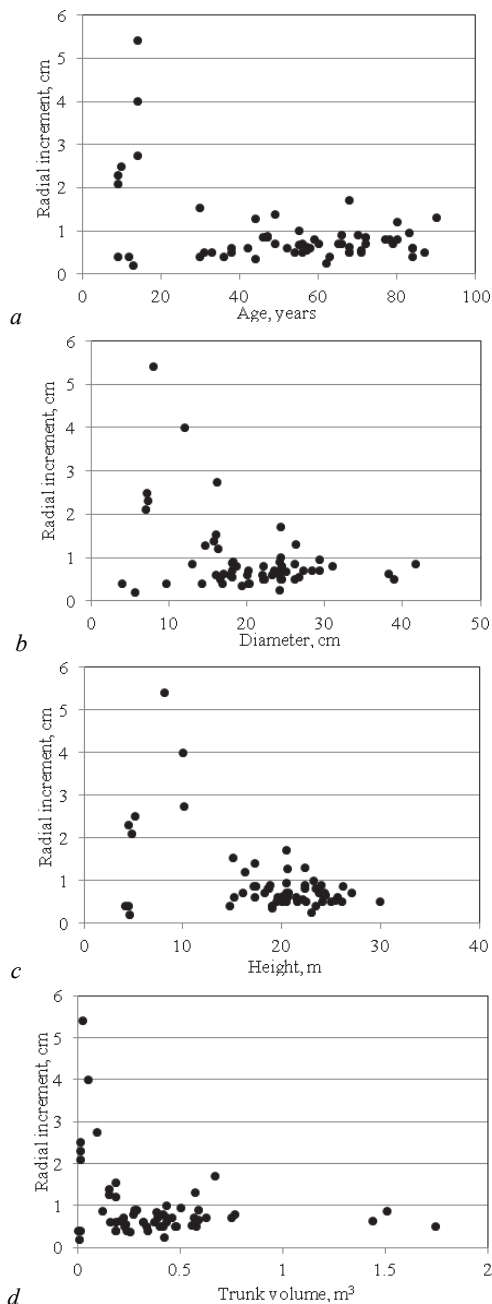 6
5
4
3
2
1
0
Radial increment, cm
0 20 40 60 80 100
Age, years
a
6
5
4
3
2
1
0
Radial increment, cm
0 10 20 30 40 50
Diameter, cm
b
6
5
4
3
2
1
0
Radial increment, cm
0 10 20 30 40
Height, m
c
6
5
4
3
2
1
0
Radial increment, cm
0 0.5 1 1.5 2
Trunk volume, m³
d